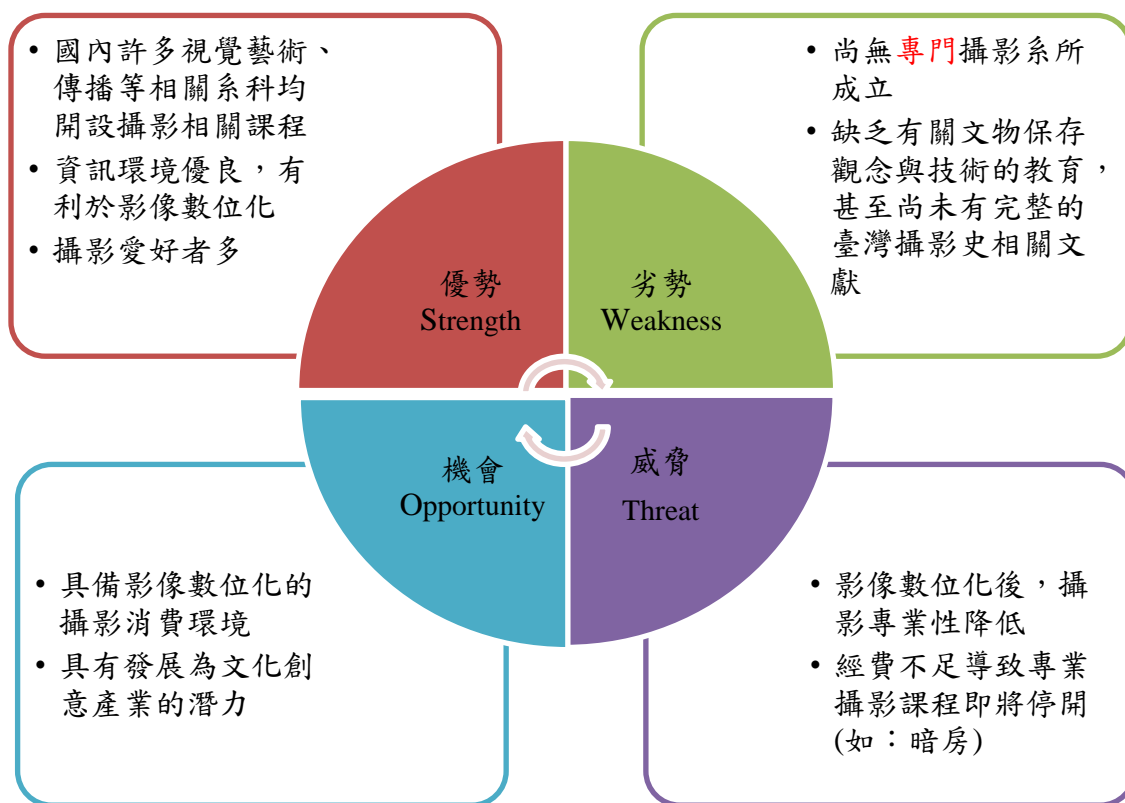 • 國內許多視覺藝術、
傳播等相關系科均
開設攝影相關課程
• 資訊環境優良，有
利於影像數位化
• 攝影愛好者多
• 尚無專門攝影系所
成立
• 缺乏有關文物保存
觀念與技術的教育，
甚至尚未有完整的
臺灣攝影史相關文
獻
優勢
Strength
劣勢
Weakness
機會
Opportunity
威脅
Threat
• 具備影像數位化的
攝影消費環境
• 具有發展為文化創
意產業的潛力
• 影像數位化後，攝
影專業性降低
• 經費不足導致專業
攝影課程即將停開
(如：暗房)